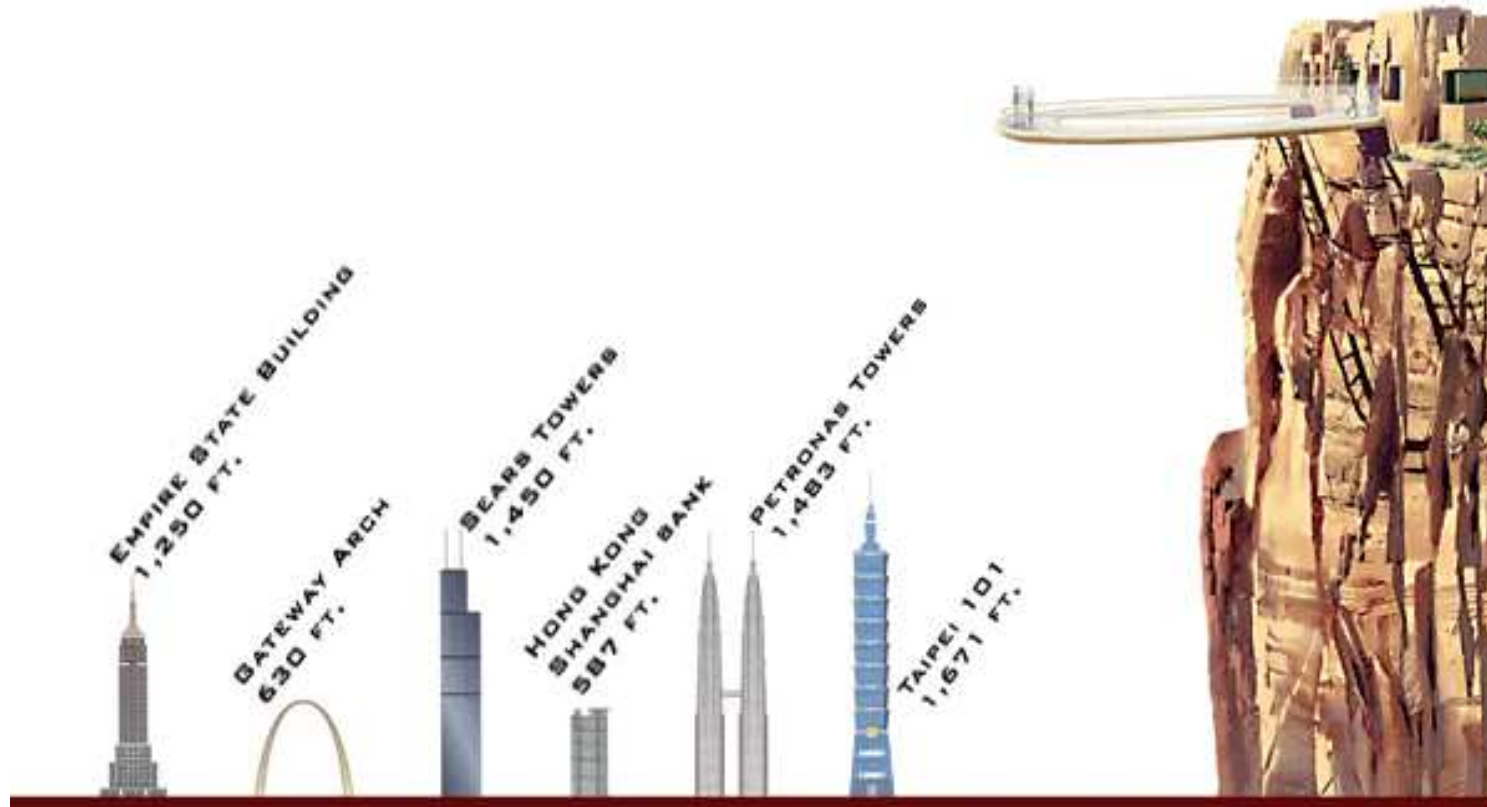 EMPIRE STATE BUILDING
1,250 FT.
GATEWAY ARCH
630 FT.
SEARS TOWERS
1,450 FT.
HONG KONG
SHANGHAI BANK
587 FT.
PETRONAS TOWERS
1,483 FT.
TAIPEI 101
1,671 FT.